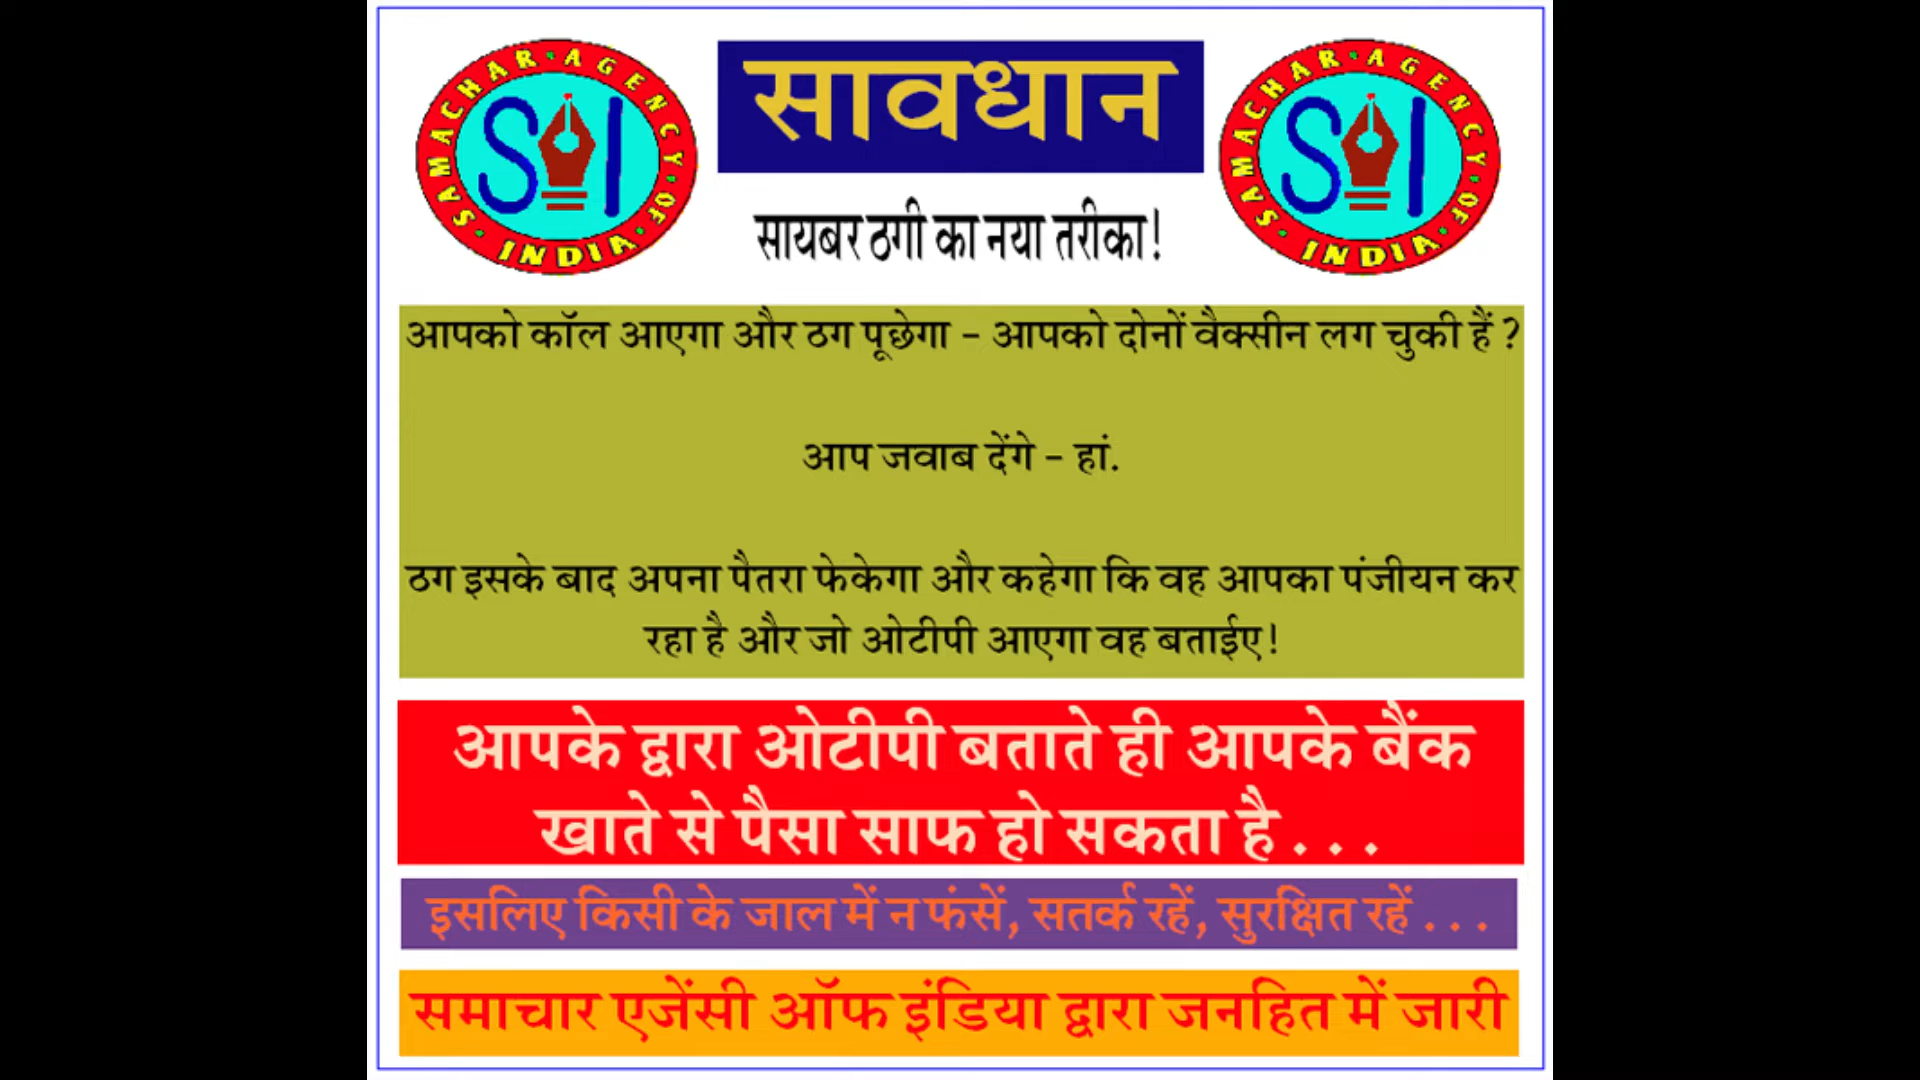 सावधान
सायबर ठगी का नया तरीका!
SAMACHAR AGENCY OF INDIA
SAI
SAMACHAR AGENCY OF INDIA
SAI
आपको कॉल आएगा और ठग पूछेगा - आपको दोनों वैक्सीन लग चुकी हैं ?
आप जवाब देंगे - हां.
ठग इसके बाद अपना पैतरा फेकेगा और कहेगा कि वह आपका पंजीयन कर
रहा है और जो ओटीपी आएगा वह बताईए!
आपके द्वारा ओटीपी बताते ही आपके बैंक
खाते से पैसा साफ हो सकता है . . .
इसलिए किसी के जाल में न फंसें, सतर्क रहें, सुरक्षित रहें . . .
समाचार एजेंसी ऑफ इंडिया द्वारा जनहित में जारी